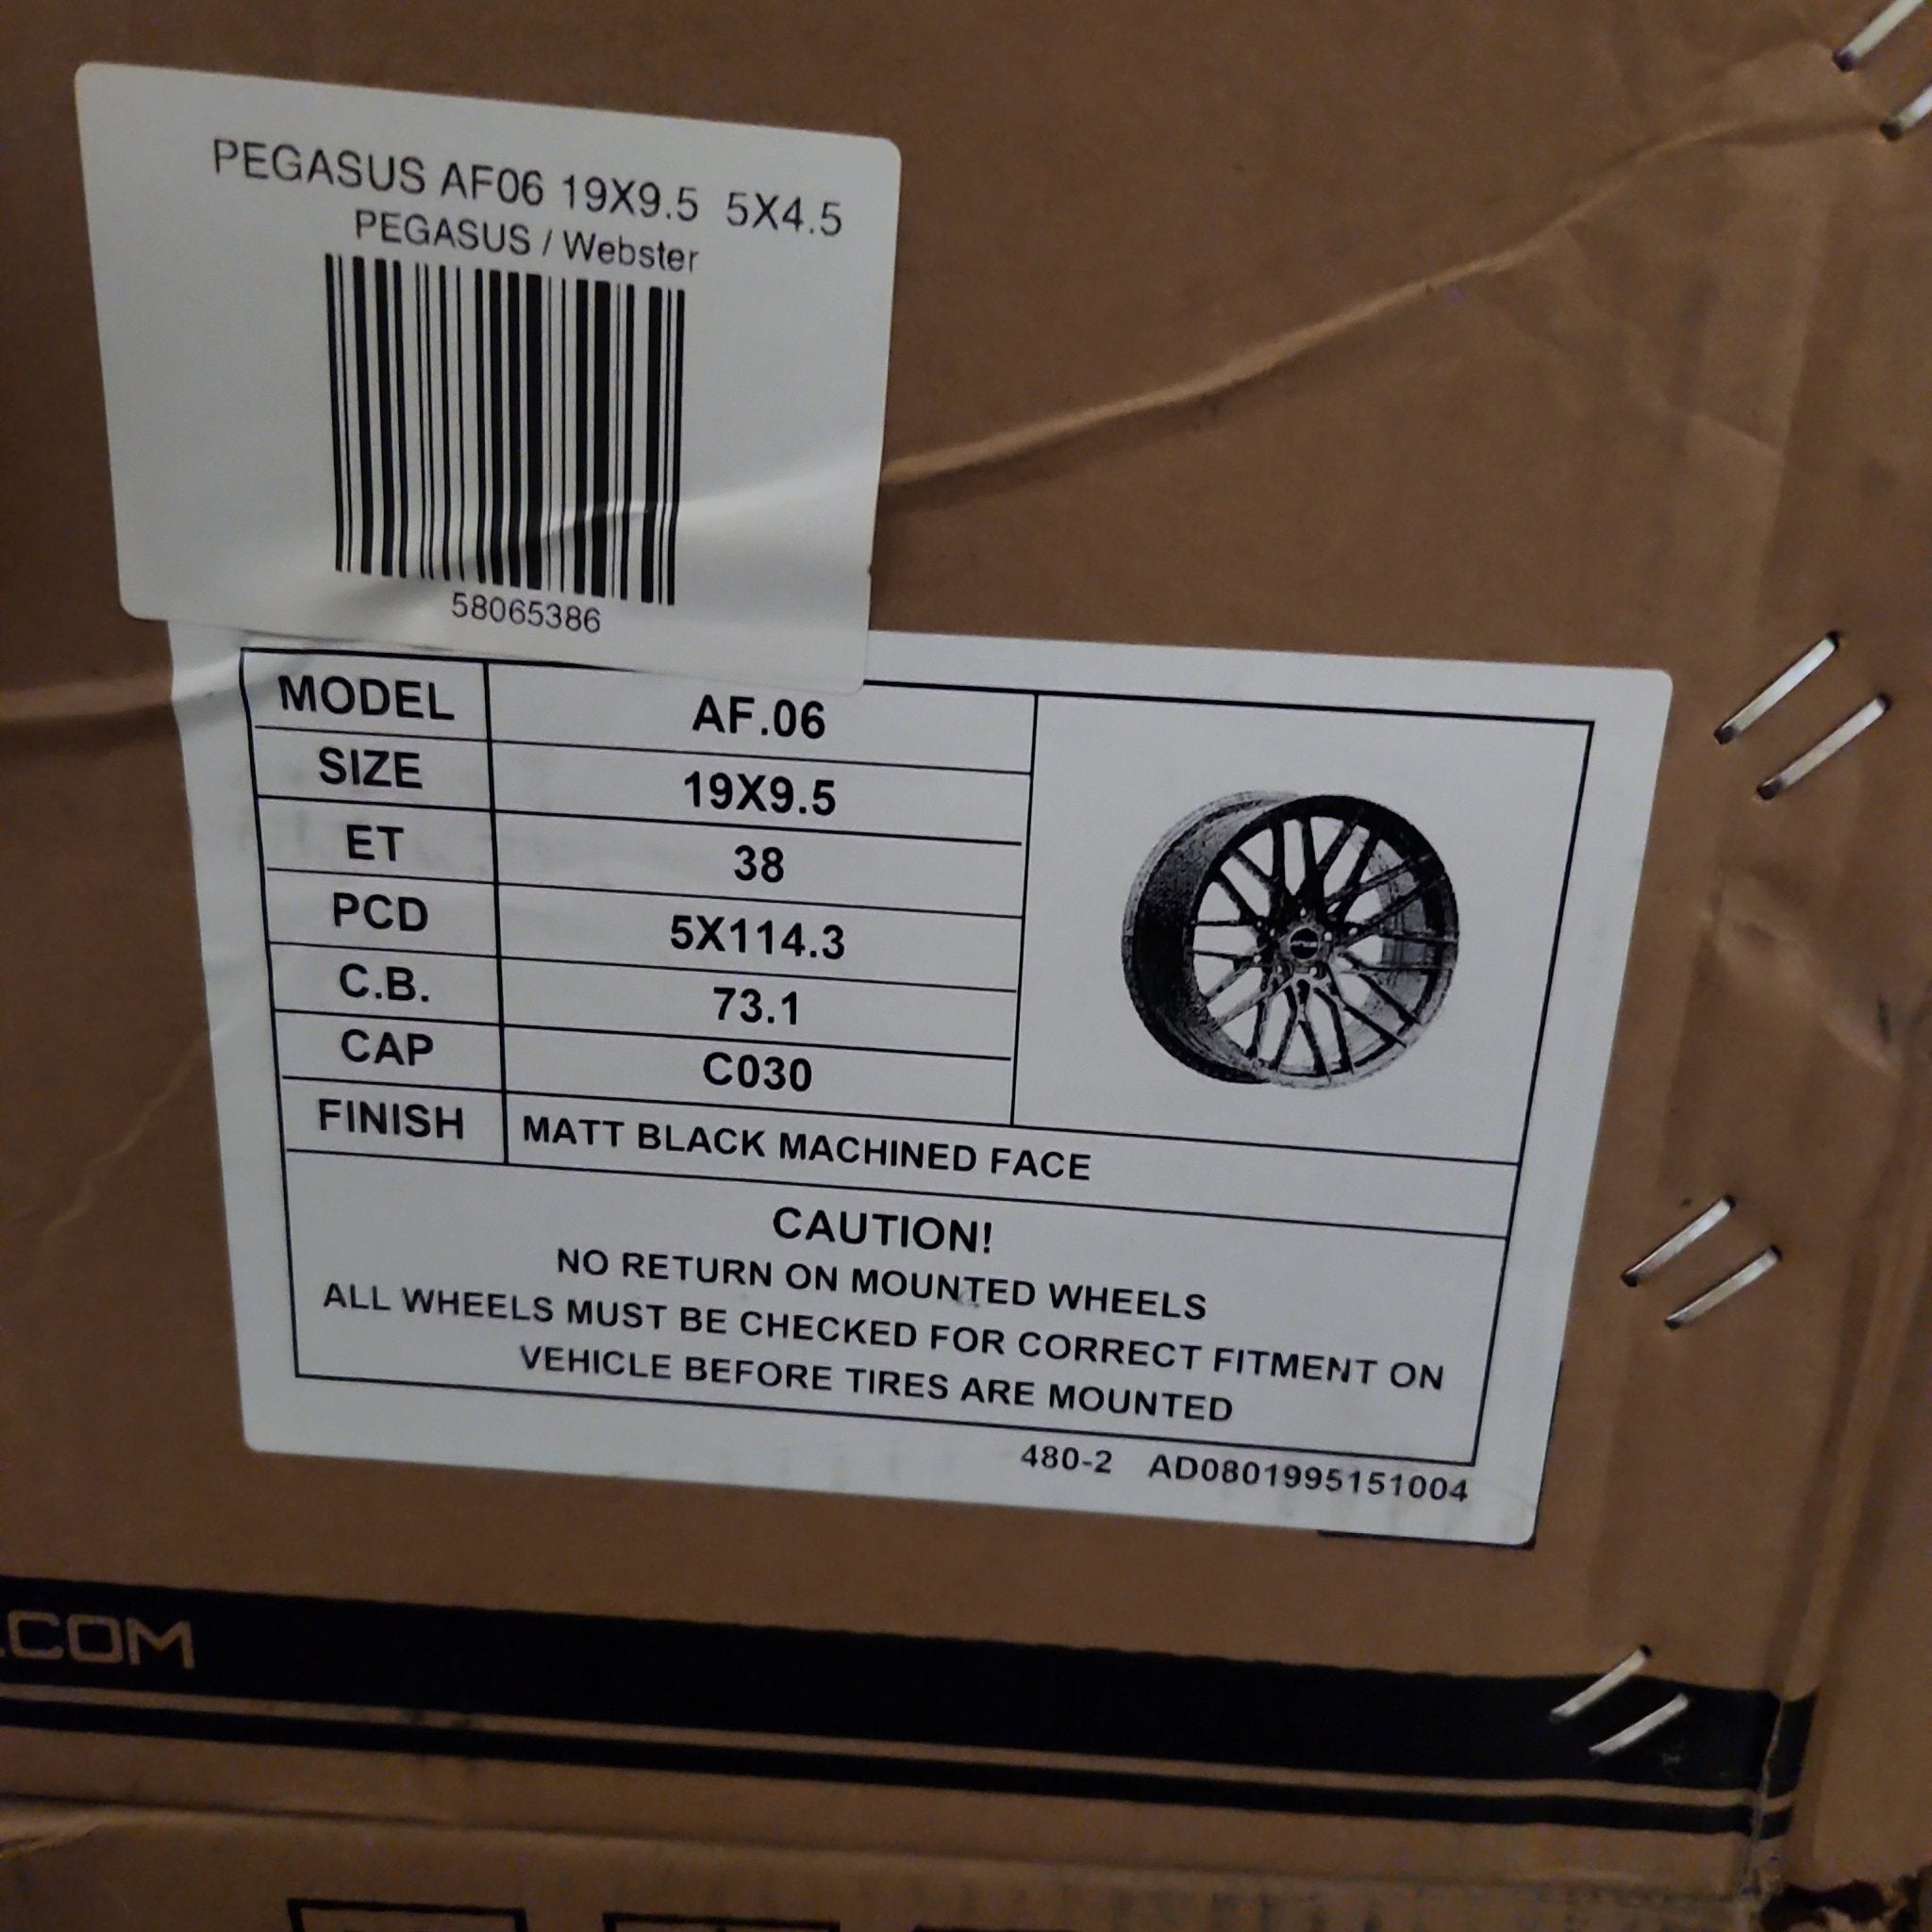 PEGASUS AF06 19X9.5 5X4.5
PEGASUS / Webster
58065386
MODEL AF.06
SIZE 19X9.5
ET 38
PCD 5X114.3
C.B. 73.1
CAP C030
FINISH MATT BLACK MACHINED FACE
CAUTION!
NO RETURN ON MOUNTED WHEELS
ALL WHEELS MUST BE CHECKED FOR CORRECT FITMENT ON
VEHICLE BEFORE TIRES ARE MOUNTED
480-2 AD0801995151004
.COM